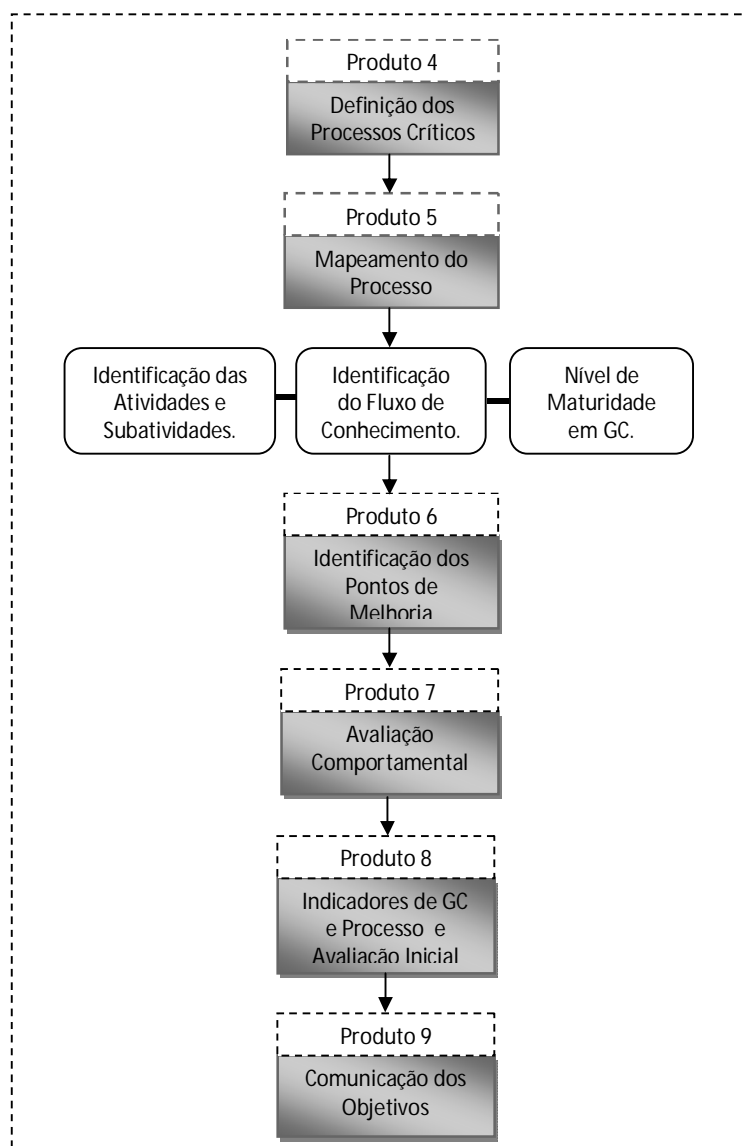 Produto 4
Definição dos
Processos Críticos
Produto 5
Mapeamento do
Processo
Identificação das
Atividades e
Subatividades.
Identificação
do Fluxo de
Conhecimento.
Nível de
Maturidade
em GC.
Produto 6
Identificação dos
Pontos de
Melhoria
Produto 7
Avaliação
Comportamental
Produto 8
Indicadores de GC
e Processo e
Avaliação Inicial
Produto 9
Comunicação dos
Objetivos